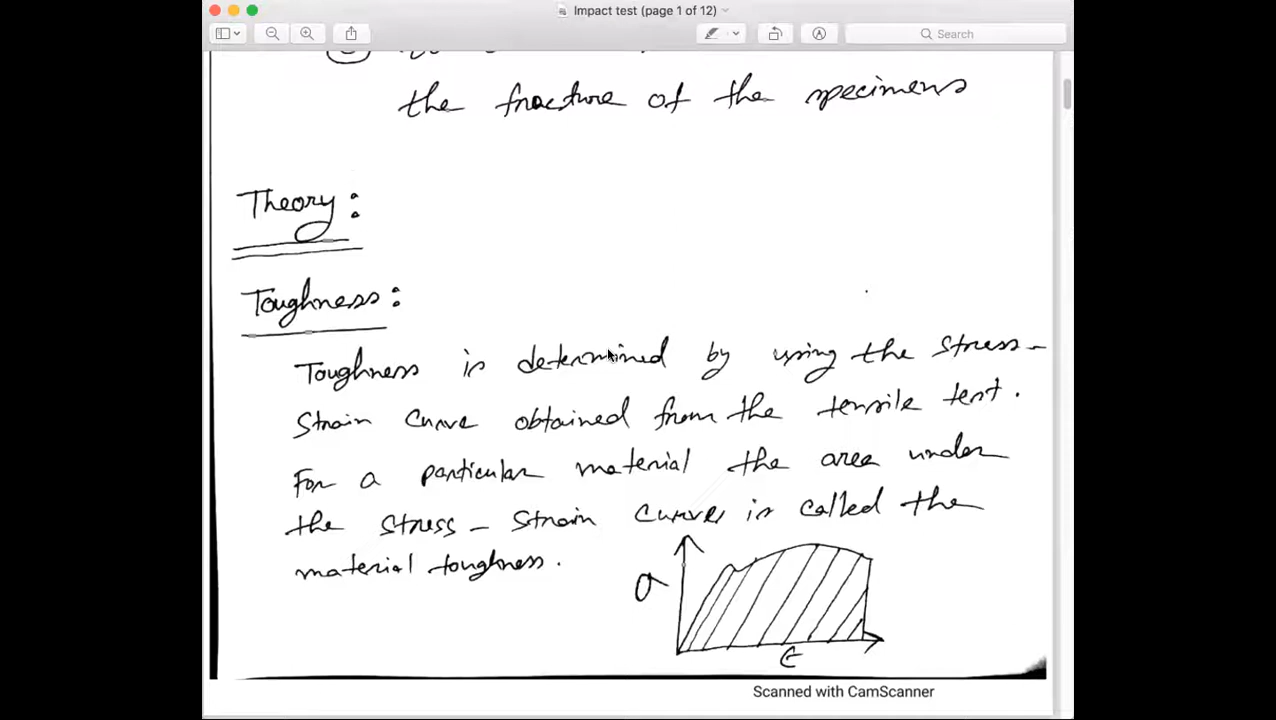 Impact test (page 1 of 12)
Search
the fracture of the specimens
Theory:
Toughness:
Toughness is determined by using the stress-
strain curve obtained from the tensile test.
For a particular material the area under
the stress - strain curves is called the
material toughness.
σ
ε
Scanned with CamScanner